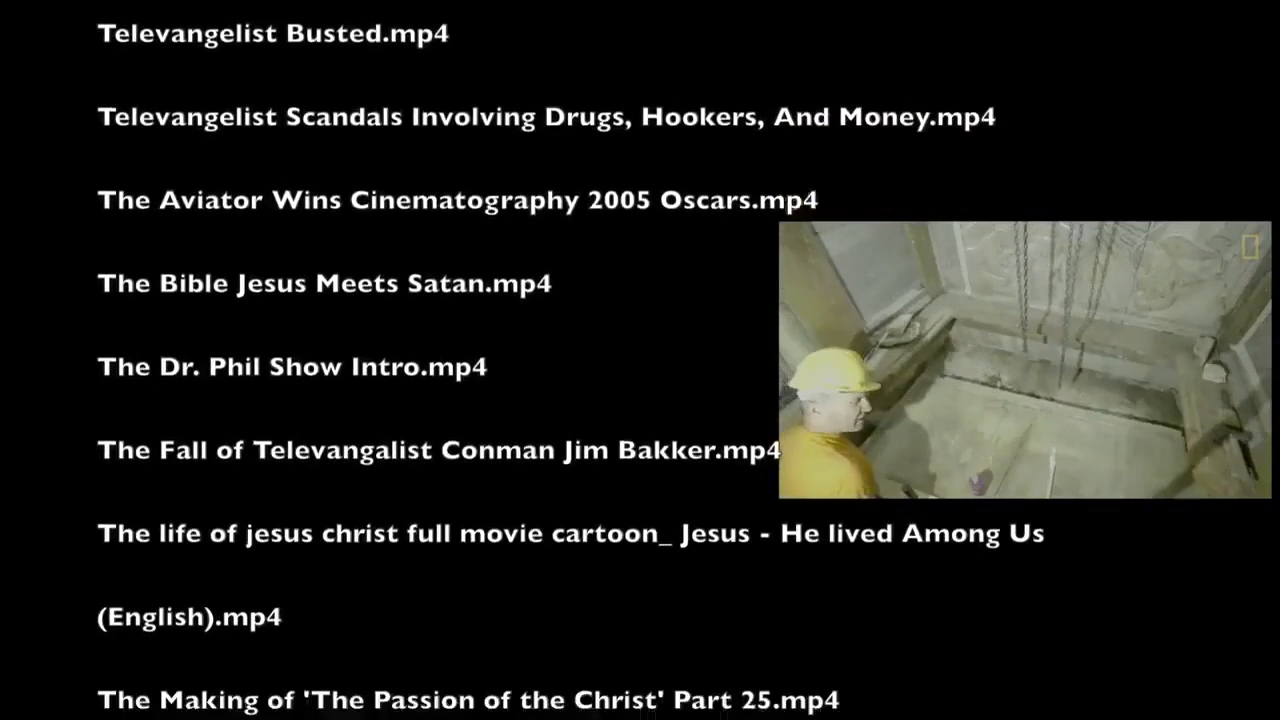 Televangelist Busted.mp4
Televangelist Scandals Involving Drugs, Hookers, And Money.mp4
The Aviator Wins Cinematography 2005 Oscars.mp4
The Bible Jesus Meets Satan.mp4
The Dr. Phil Show Intro.mp4
The Fall of Televangalist Conman Jim Bakker.mp4
The life of jesus christ full movie cartoon_ Jesus - He lived Among Us
(English).mp4
The Making of 'The Passion of the Christ' Part 25.mp4